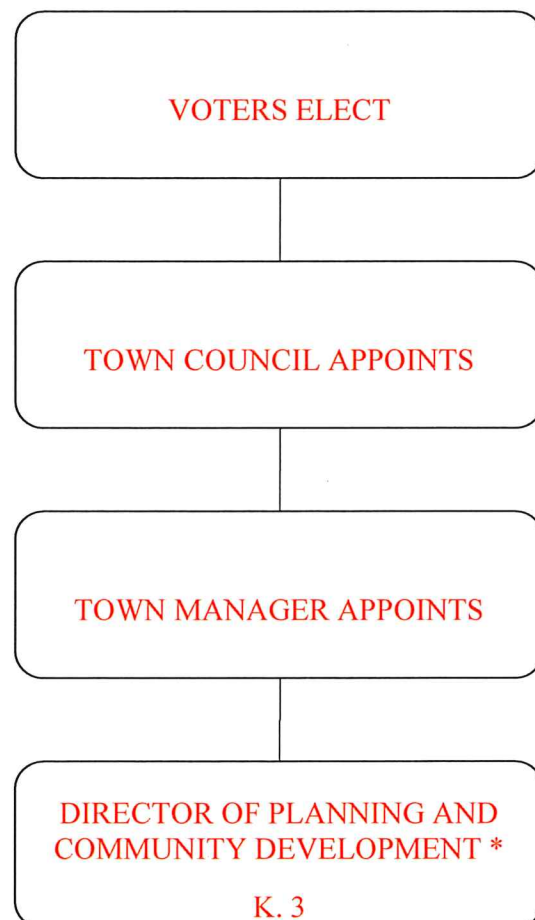 VOTERS ELECT
TOWN COUNCIL APPOINTS
TOWN MANAGER APPOINTS
DIRECTOR OF PLANNING AND
COMMUNITY DEVELOPMENT *
K. 3